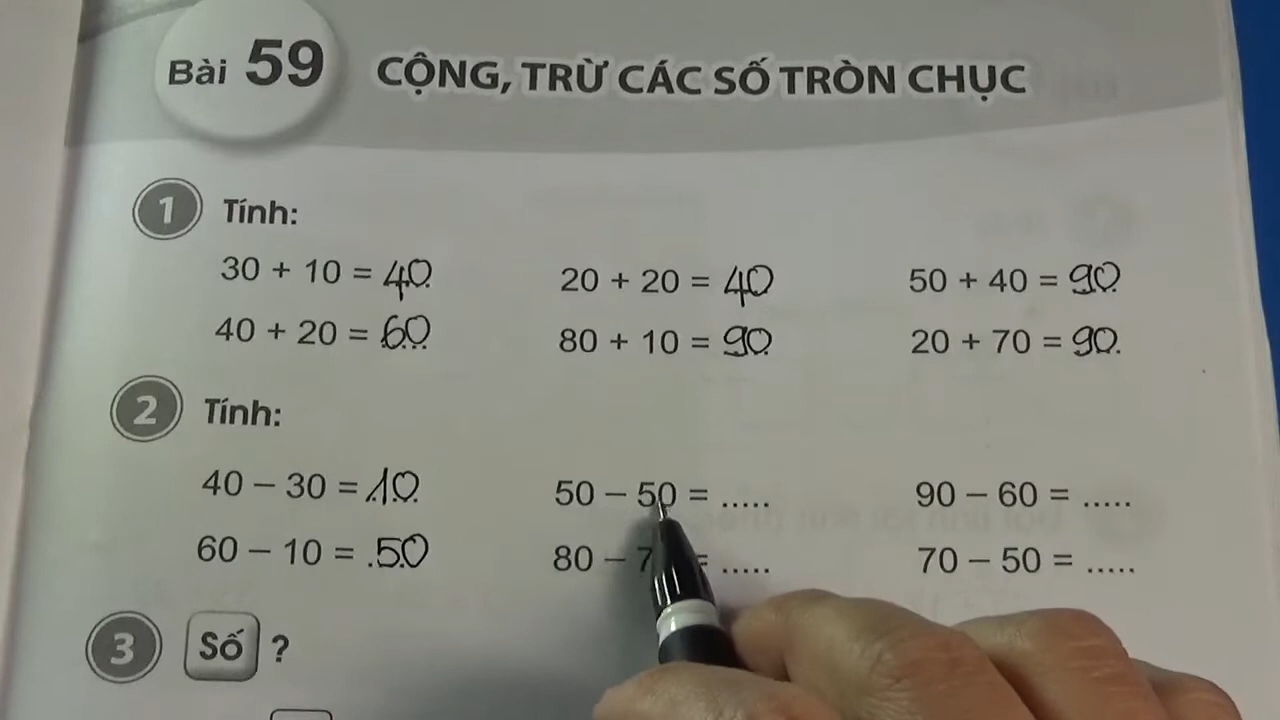 Bài 59 CỘNG, TRỪ CÁC SỐ TRÒN CHỤC
1 Tính:
30 + 10 = 40 20 + 20 = 40 50 + 40 = 90
40 + 20 = 60 80 + 10 = 90 20 + 70 = 90
2 Tính:
40 – 30 = 10 50 – 50 = ..... 90 – 60 = .....
60 – 10 = 50 80 – 7 = ..... 70 – 50 = .....
3 Số ?